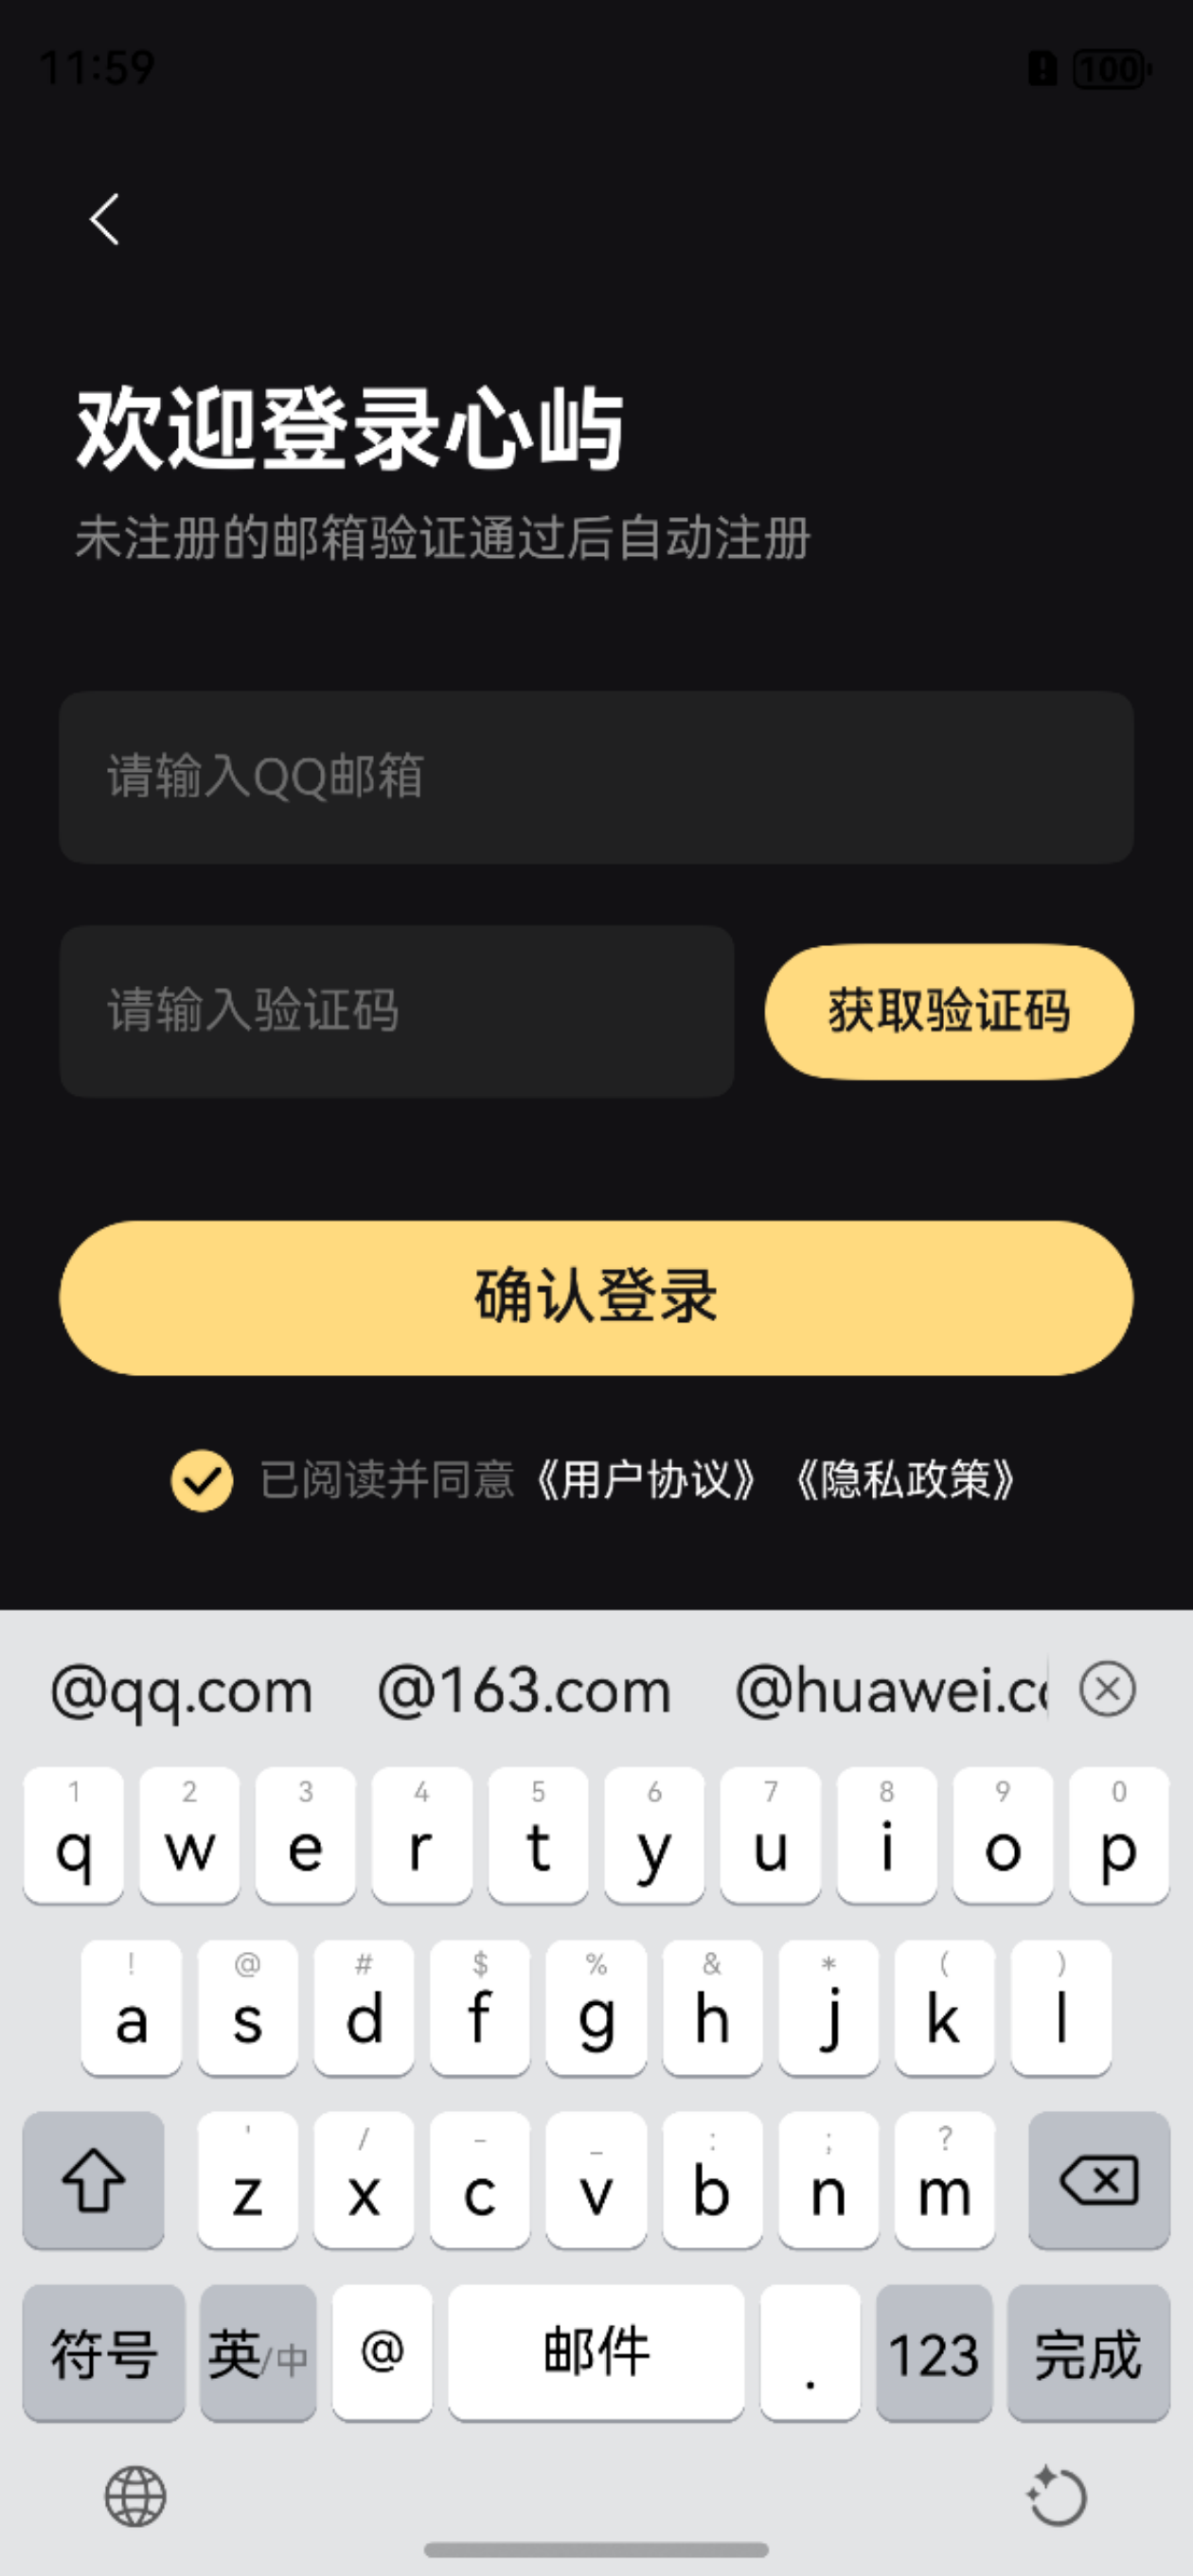 11:59
100
欢迎登录心屿
未注册的邮箱验证通过后自动注册
请输入QQ邮箱
请输入验证码
获取验证码
确认登录
已阅读并同意《用户协议》《隐私政策》
@qq.com @163.com @huawei.co
1 2 3 4 5 6 7 8 9 0
q w e r t y u i o p
! @ # $ % & * ( )
a s d f g h j k l
' / - _ : ; ?
z x c v b n m
符号 英/中 @ 邮件 . 123 完成